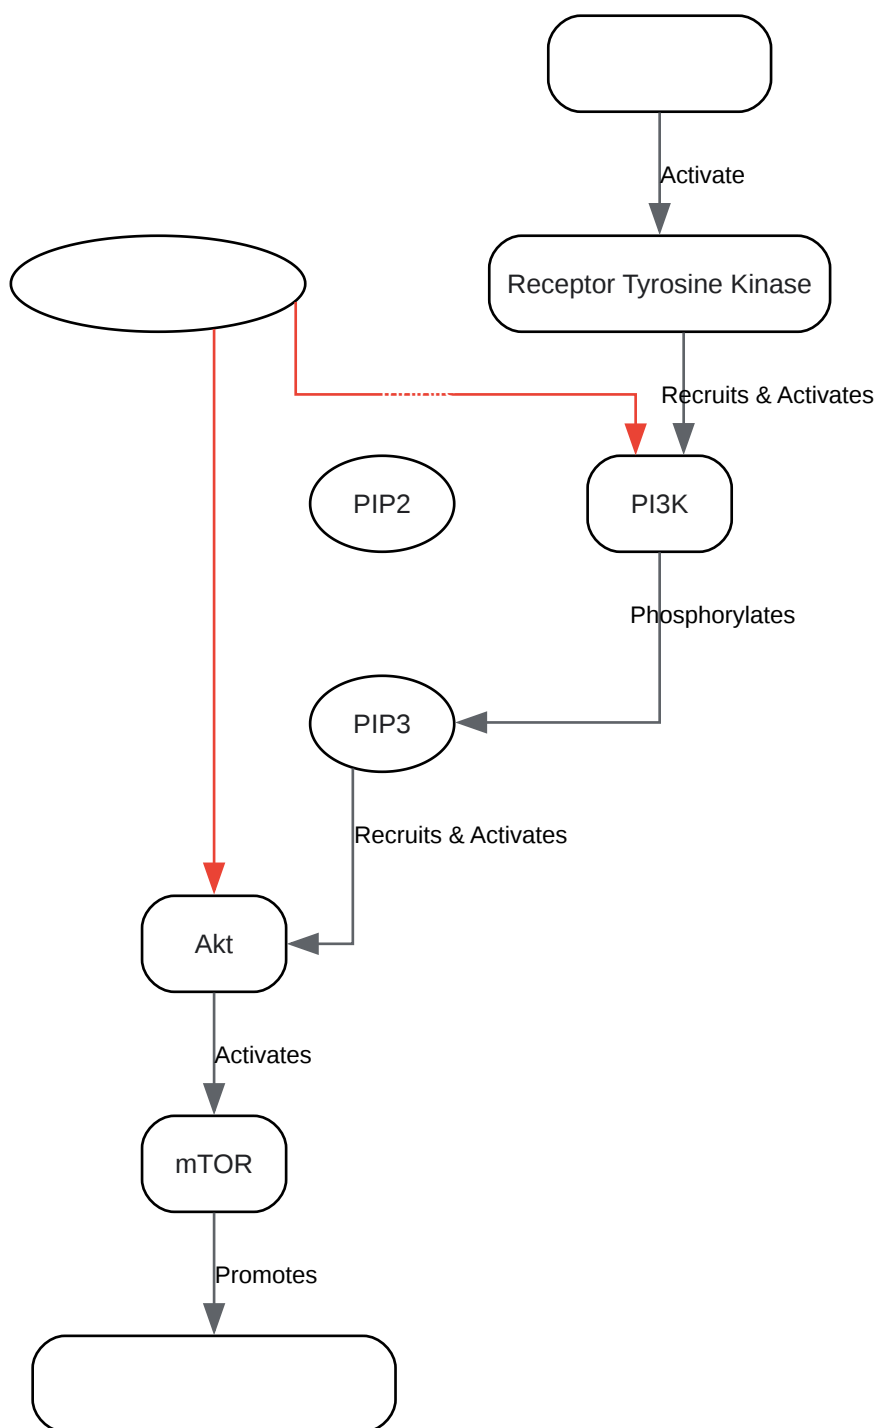 Activate
Receptor Tyrosine Kinase
Recruits & Activates
PIP2
PI3K
Phosphorylates
PIP3
Recruits & Activates
Akt
Activates
mTOR
Promotes